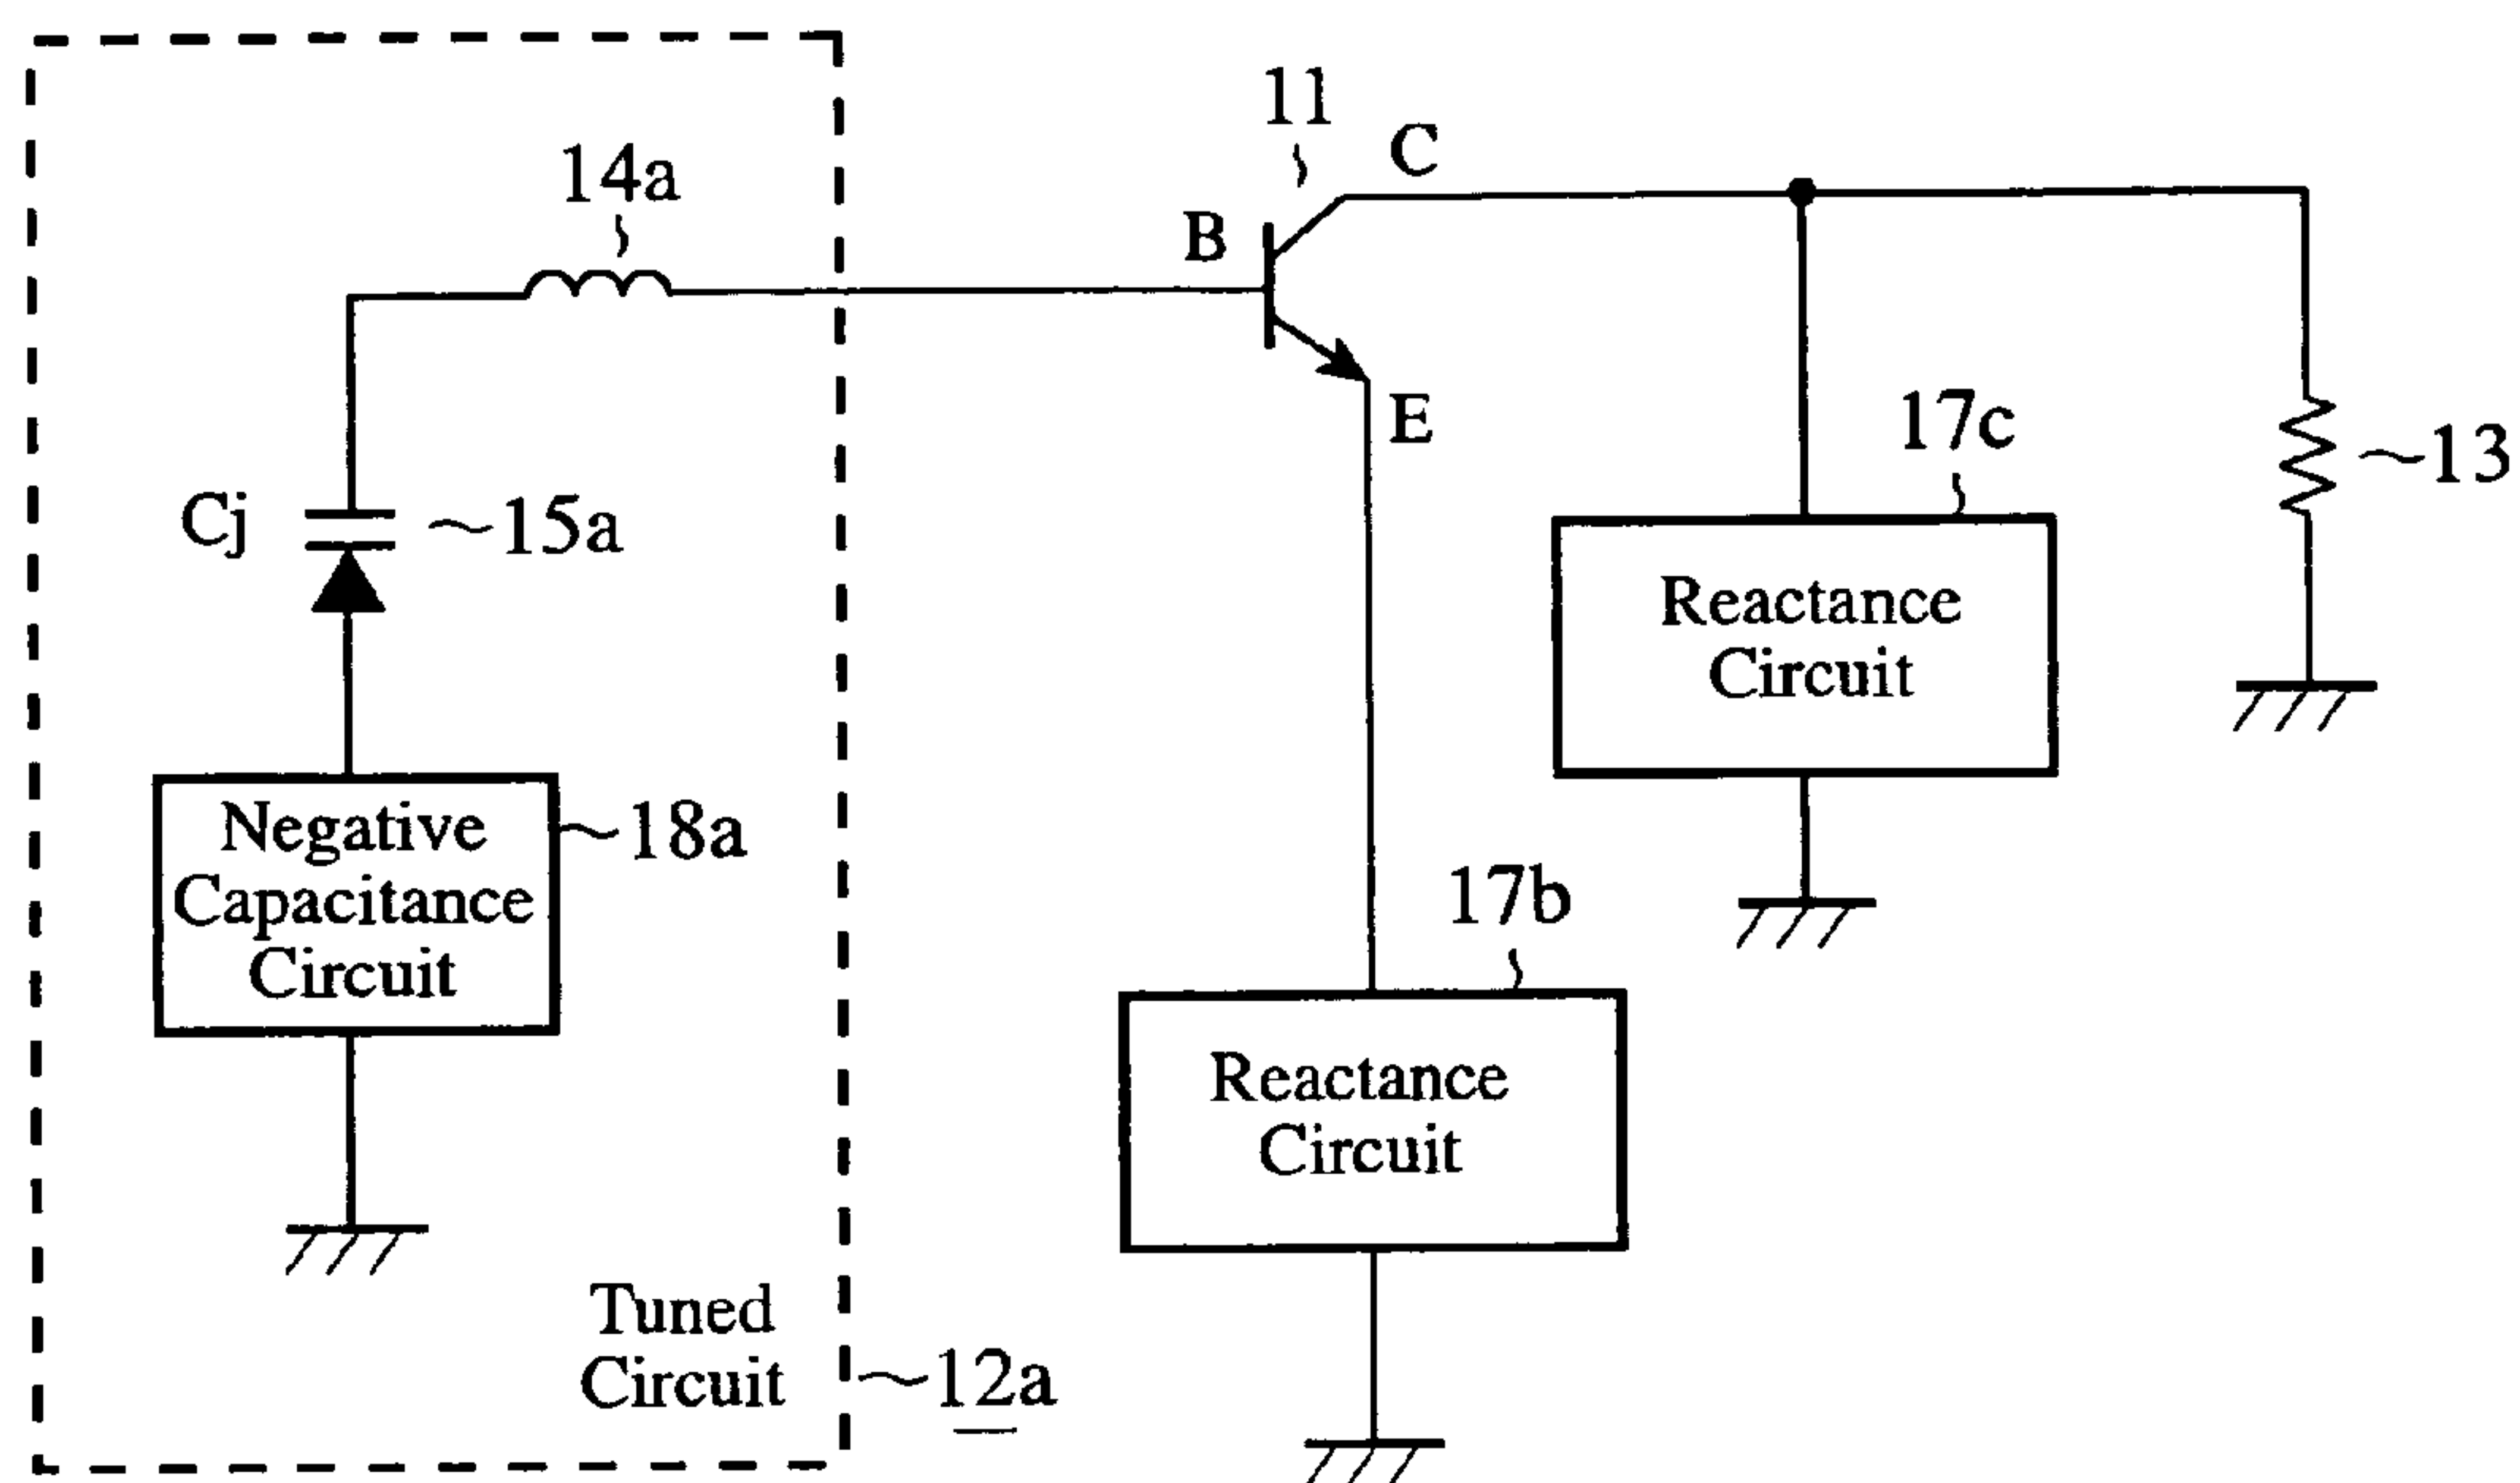 11
C
14a
B
17c
E
13
Cj
15a
Reactance
Circuit
Negative
Capacitance
Circuit
18a
17b
Reactance
Circuit
Tuned
Circuit
12a